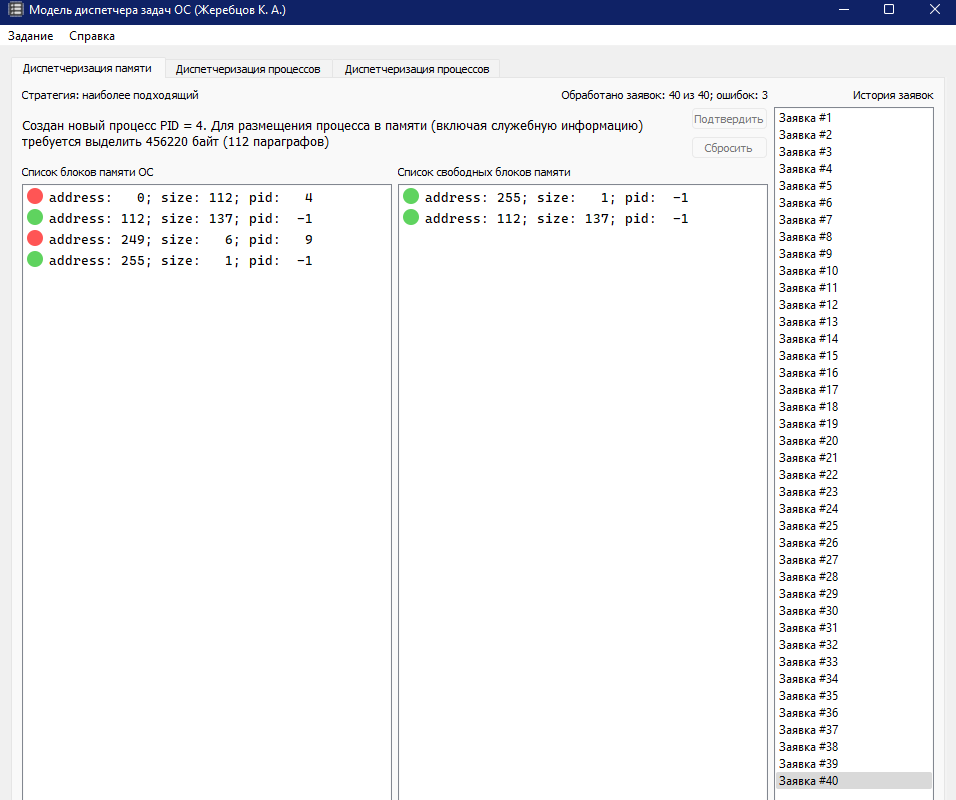 Модель диспетчера задач ОС (Жеребцов К. А.)
Задание Справка
Диспетчеризация памяти Диспетчеризация процессов Диспетчеризация процессов
Стратегия: наиболее подходящий Обработано заявок: 40 из 40; ошибок: 3 История заявок
Создан новый процесс PID = 4. Для размещения процесса в памяти (включая служебную информацию)
требуется выделить 456220 байт (112 параграфов)
Подтвердить
Сбросить
Список блоков памяти ОС
address:   0; size: 112; pid:   4
address: 112; size: 137; pid:  -1
address: 249; size:   6; pid:   9
address: 255; size:   1; pid:  -1
Список свободных блоков памяти
address: 255; size:   1; pid:  -1
address: 112; size: 137; pid:  -1
Заявка #1
Заявка #2
Заявка #3
Заявка #4
Заявка #5
Заявка #6
Заявка #7
Заявка #8
Заявка #9
Заявка #10
Заявка #11
Заявка #12
Заявка #13
Заявка #14
Заявка #15
Заявка #16
Заявка #17
Заявка #18
Заявка #19
Заявка #20
Заявка #21
Заявка #22
Заявка #23
Заявка #24
Заявка #25
Заявка #26
Заявка #27
Заявка #28
Заявка #29
Заявка #30
Заявка #31
Заявка #32
Заявка #33
Заявка #34
Заявка #35
Заявка #36
Заявка #37
Заявка #38
Заявка #39
Заявка #40